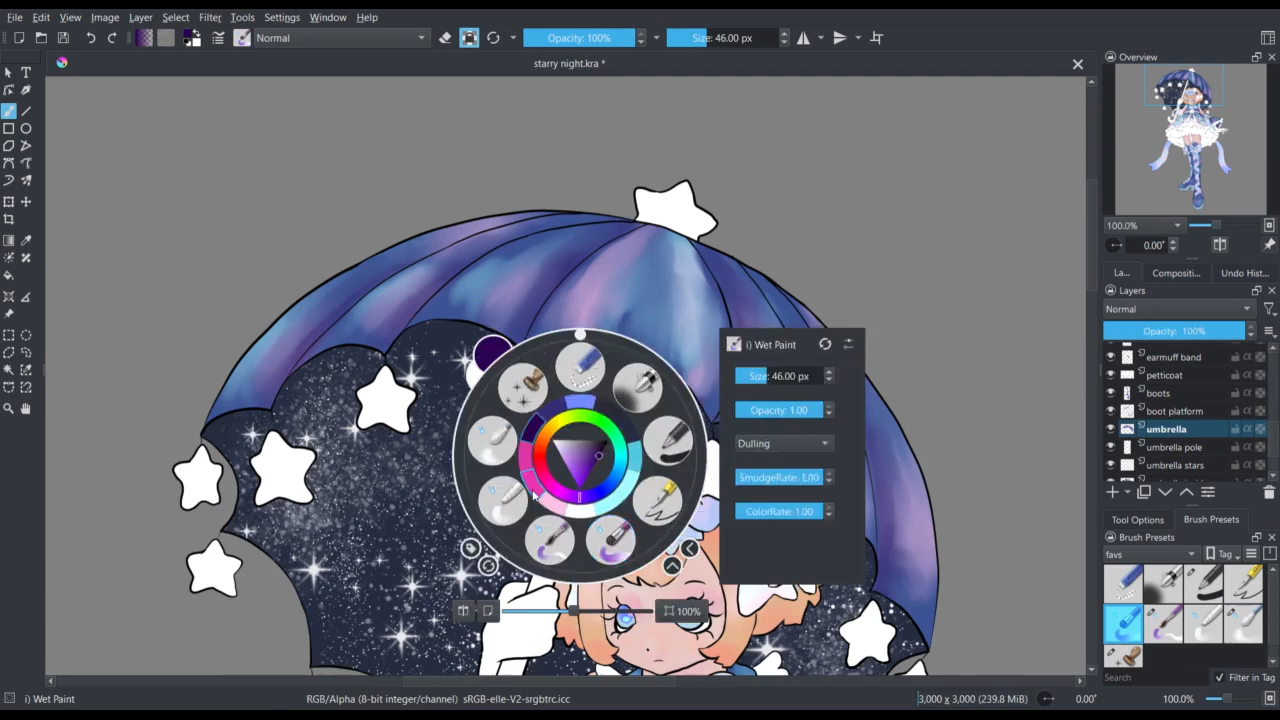 File Edit View Image Layer Select Filter Tools Settings Window Help
Normal Opacity: 100% Size: 46.00 px
starry night.kra *
Overview
100.0%
0.00°
La... Compositi... Undo Hist...
Layers
Normal
Opacity: 100%
earmuff band
petticoat
boots
boot platform
umbrella
umbrella pole
umbrella stars
Tool Options Brush Presets
Brush Presets
favs Tag
Search Filter in Tag
i) Wet Paint
Size: 46.00 px
Opacity: 1.00
Dulling
SmudgeRate: 1.00
ColorRate: 1.00
100%
i) Wet Paint RGB/Alpha (8-bit integer/channel) sRGB-elle-V2-srgbtrc.icc 3,000 x 3,000 (239.8 MiB) 0.00° 100.0%